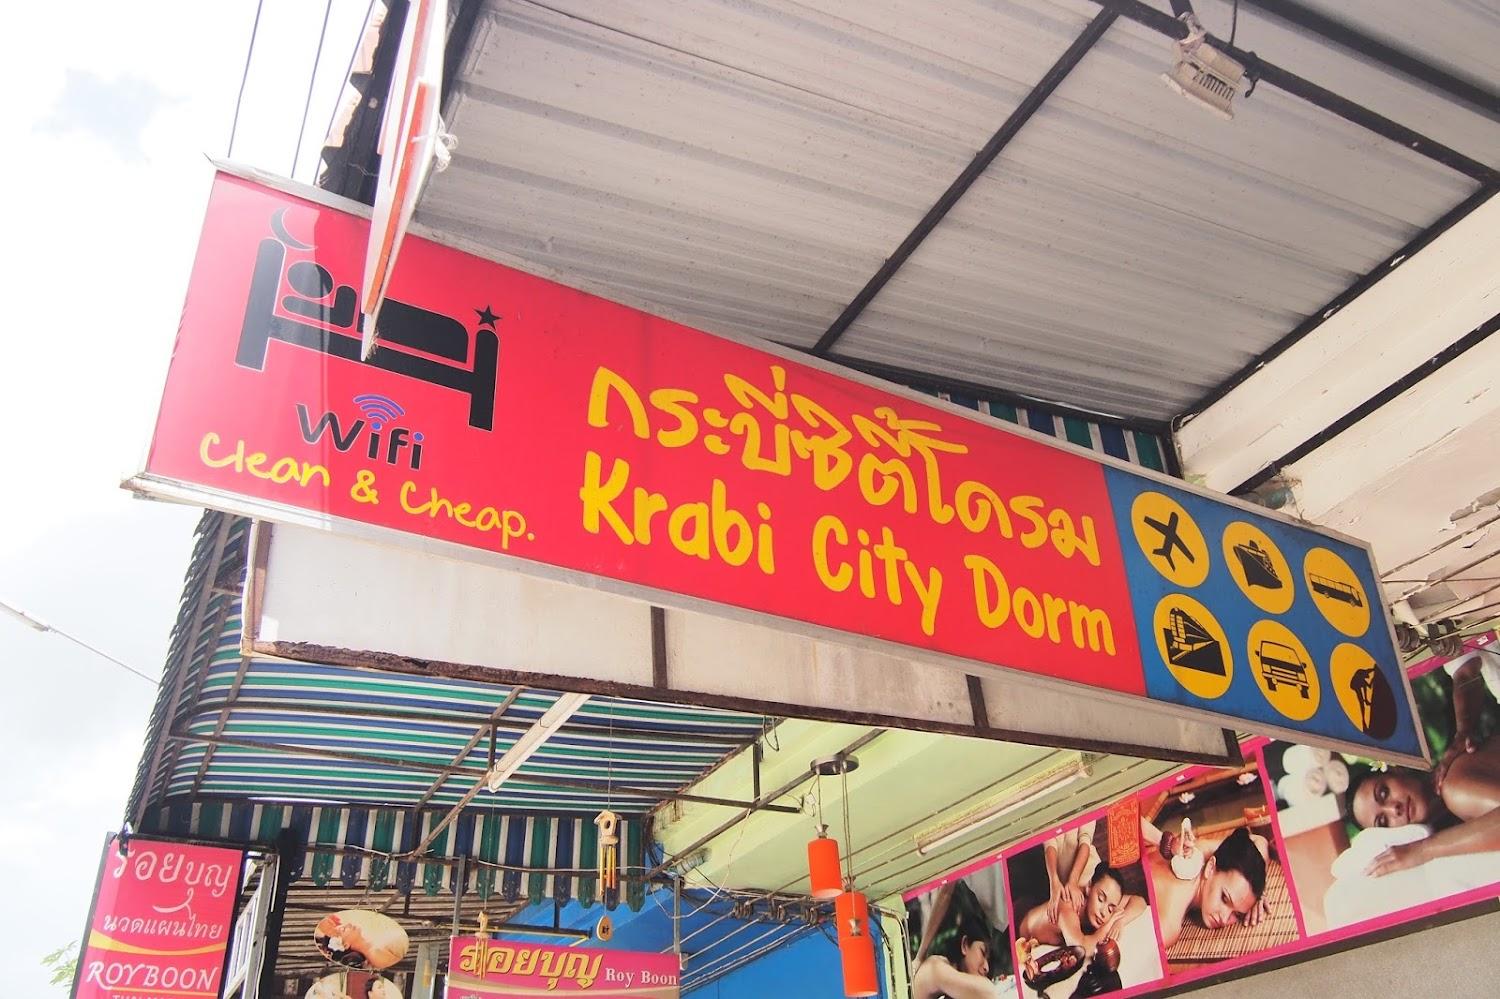 Wifi
Clean & Cheap.
กระบี่ซิตี้โดรม
Krabi City Dorm
รอยบุญ
นวดแผนไทย
ROYBOON
รอยบุญ Roy Boon